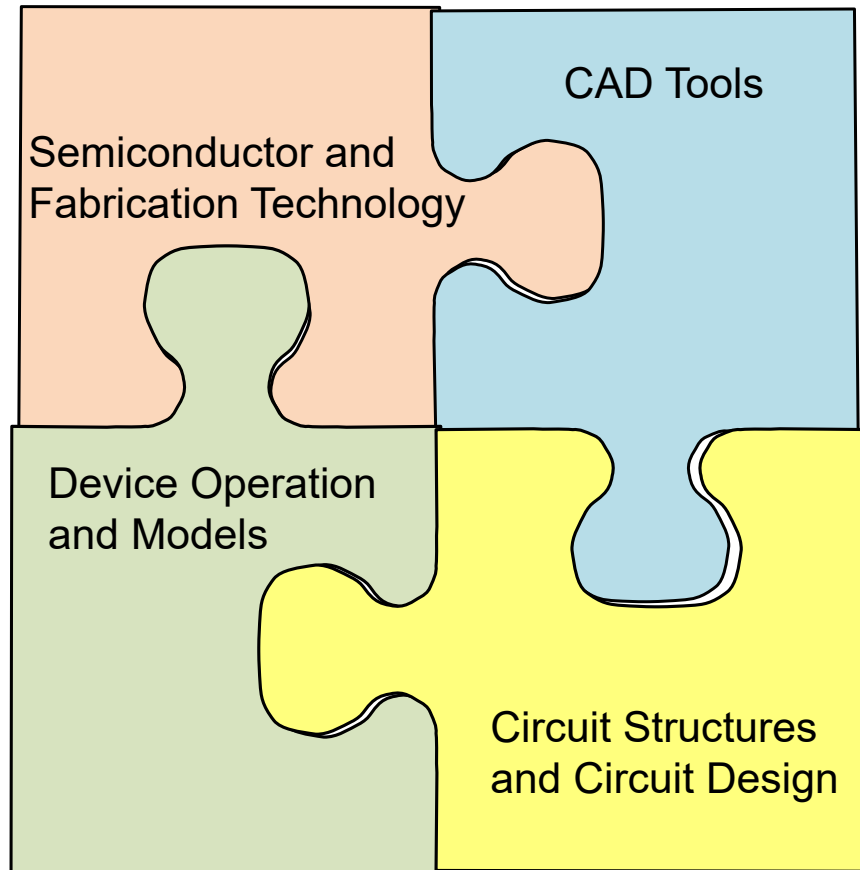 CAD Tools
Semiconductor and
Fabrication Technology
Device Operation
and Models
Circuit Structures
and Circuit Design